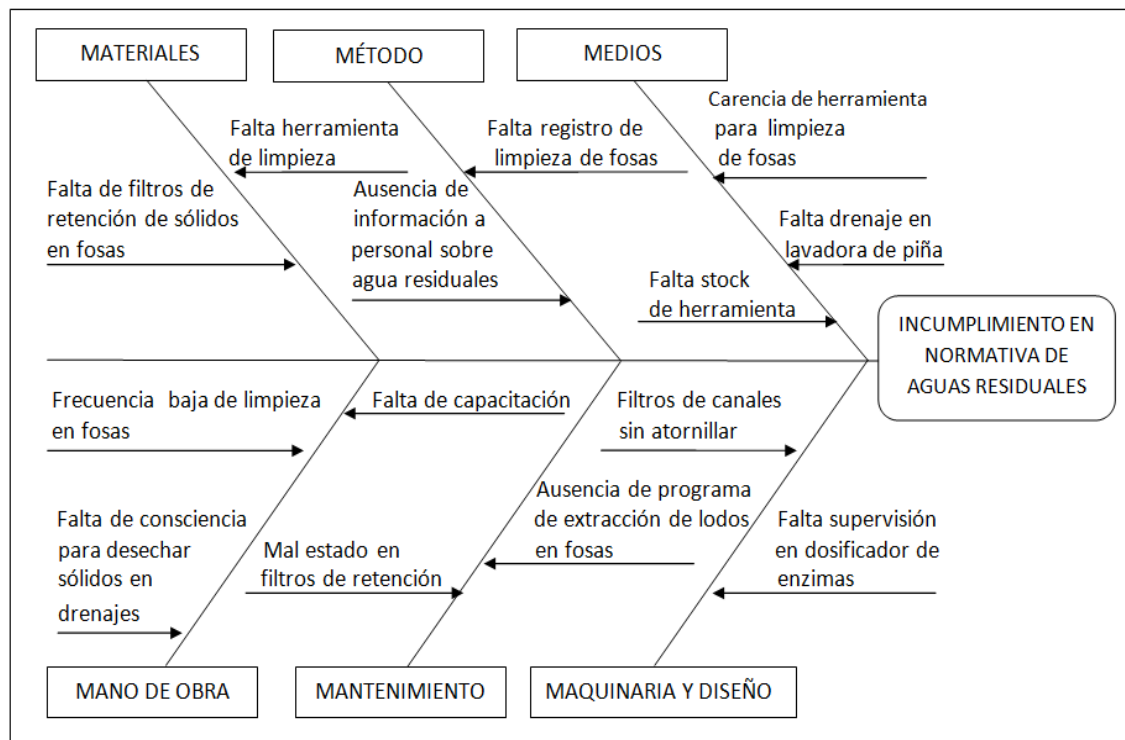 MATERIALES
MÉTODO
MEDIOS
Falta herramienta
de limpieza
Falta de filtros de
retención de sólidos
en fosas
Falta registro de
limpieza de fosas
Ausencia de
información a
personal sobre
agua residuales
Carencia de herramienta
para limpieza
de fosas
Falta drenaje en
lavadora de piña
Falta stock
de herramienta
INCUMPLIMIENTO EN
NORMATIVA DE
AGUAS RESIDUALES
Frecuencia baja de limpieza
en fosas
Falta de capacitación
Falta de consciencia
para desechar
sólidos en
drenajes
Mal estado en
filtros de retención
Ausencia de programa
de extracción de lodos
en fosas
Filtros de canales
sin atornillar
Falta supervisión
en dosificador de
enzimas
MANO DE OBRA
MANTENIMIENTO
MAQUINARIA Y DISEÑO